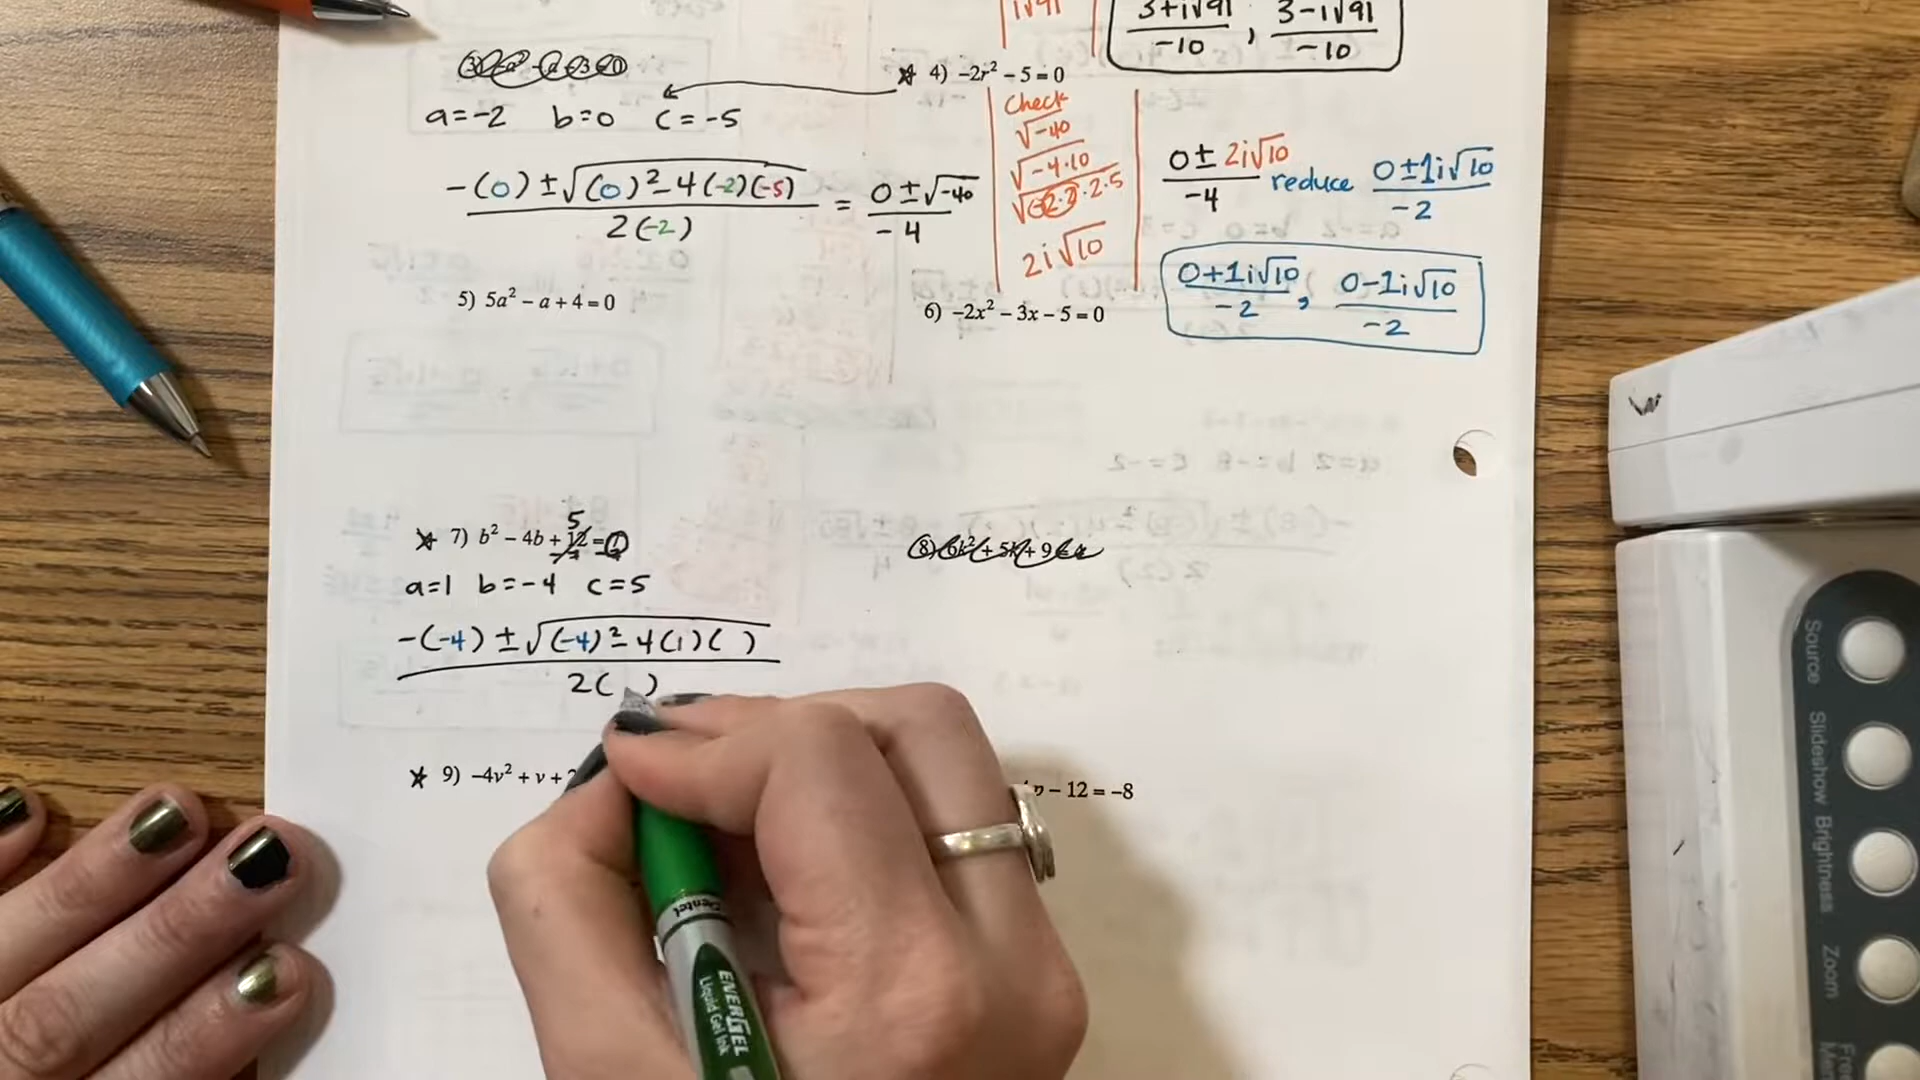 i√91
3+i√91 / -10 , 3-i√91 / -10
a=-2 b=0 c=-5
4) -2r² - 5 = 0
Check
√-40
√-4·10
2i√10
-(0) ± √(0)² - 4(-2)(-5) / 2(-2) = 0 ± √-40 / -4
0 ± 2i√10 / -4 reduce 0 ± 1i√10 / -2
0+1i√10 / -2 , 0-1i√10 / -2
5) 5a² - a + 4 = 0
6) -2x² - 3x - 5 = 0
7) b² - 4b + 5
a=1 b=-4 c=5
-(-4) ± √(-4)² - 4(1)( ) / 2( )
9) -4v² + v +
p - 12 = -8
Pentel
ENERGEL
Liquid Gel Ink
Source
Slideshow
Brightness
Zoom